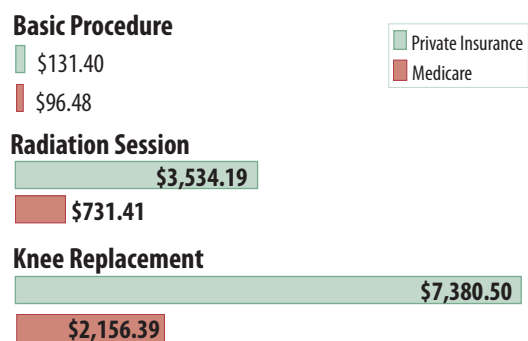 Basic Procedure
$131.40
$96.48
Private Insurance
Medicare
Radiation Session
$3,534.19
$731.41
Knee Replacement
$7,380.50
$2,156.39